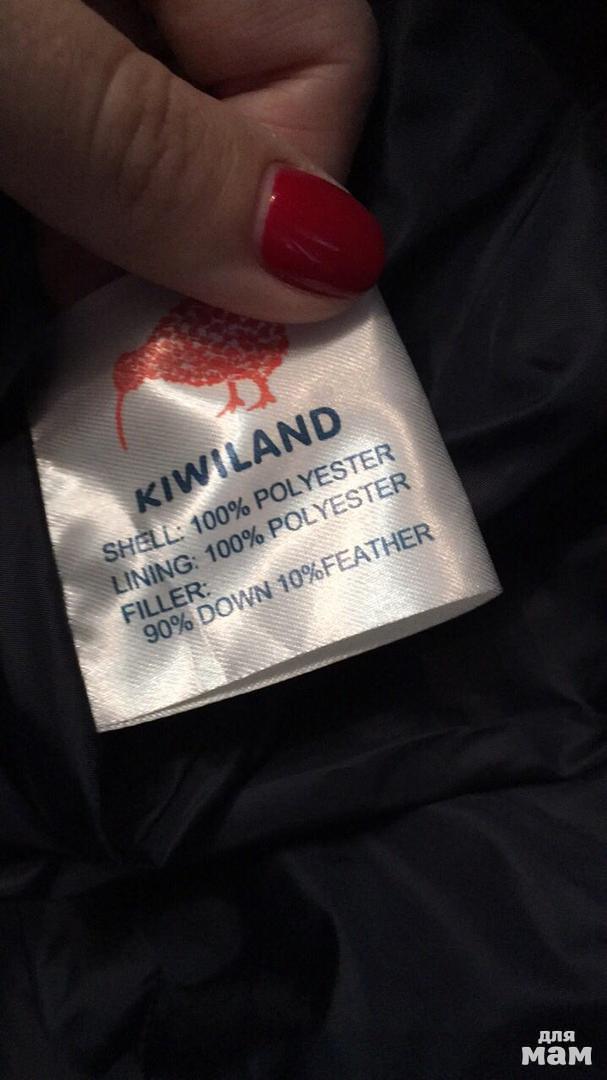 KIWILAND
SHELL: 100% POLYESTER
LINING: 100% POLYESTER
FILLER:
90% DOWN 10%FEATHER
для
мам